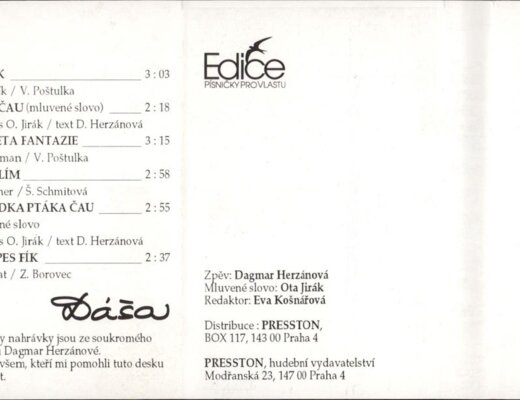 K 3 : 03
ík / V. Poštulka
ČAU (mluvené slovo) 2 : 18
s O. Jirák / text D. Herzánová
ETA FANTAZIE 3 : 15
man / V. Poštulka
LÍM 2 : 58
ner / Š. Schmitová
DKA PTÁKA ČAU 2 : 55
né slovo
s O. Jirák / text D. Herzánová
PES FÍK 2 : 37
at / Z. Borovec
Dáša
y nahrávky jsou ze soukromého
i Dagmar Herzánové.
všem, kteří mi pomohli tuto desku
t.
Edice
PÍSNIČKY PRO VLASTU
Zpěv: Dagmar Herzánová
Mluvené slovo: Ota Jirák
Redaktor: Eva Košnářová
Distribuce : PRESSTON,
BOX 117, 143 00 Praha 4
PRESSTON, hudební vydavatelství
Modřanská 23, 147 00 Praha 4